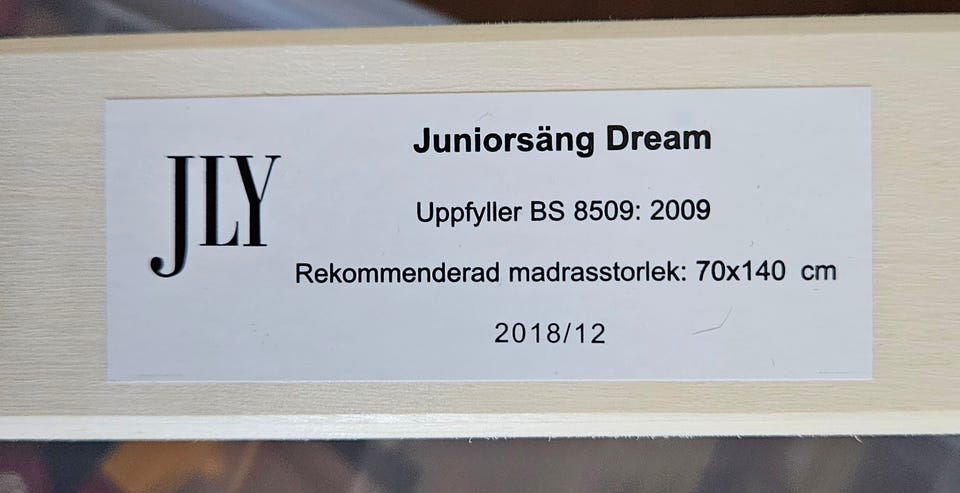 JLY
Juniorsäng Dream
Uppfyller BS 8509: 2009
Rekommenderad madrasstorlek: 70x140 cm
2018/12